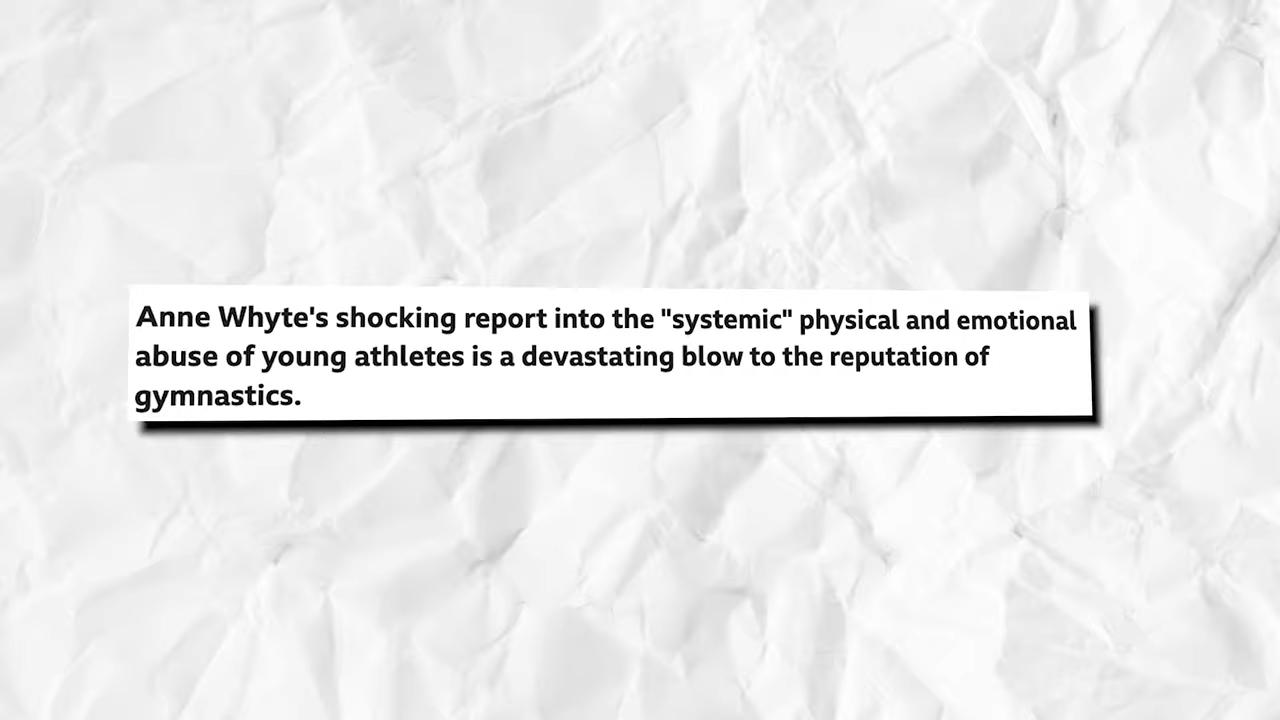 Anne Whyte's shocking report into the "systemic" physical and emotional
abuse of young athletes is a devastating blow to the reputation of
gymnastics.